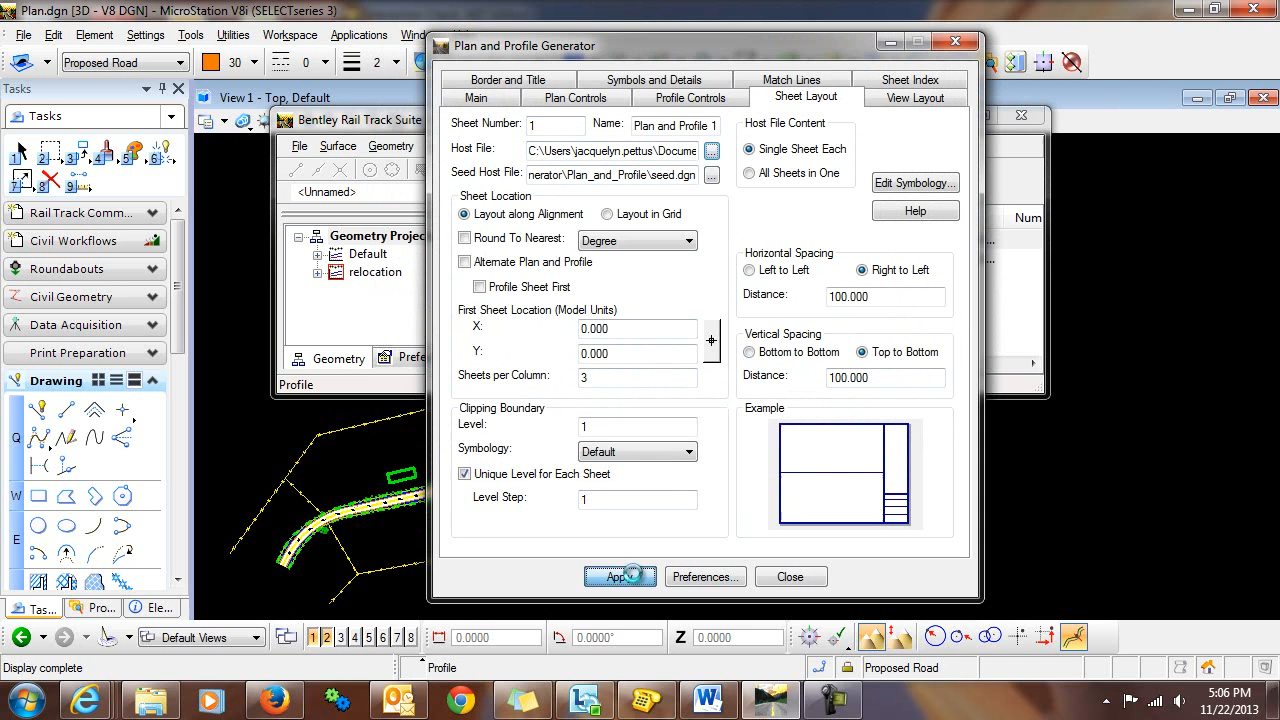 Plan.dgn [3D - V8 DGN] - MicroStation V8i (SELECTseries 3)
File Edit Element Settings Tools Utilities Workspace Applications
Proposed Road 30 0 2
Tasks
Tasks
Rail Track Comm...
Civil Workflows
Roundabouts
Civil Geometry
Data Acquisition
Print Preparation
Drawing
Q
W
E
Tas... Pro... Ele...
View 1 - Top, Default
Bentley Rail Track Suite
File Surface Geometry
<Unnamed>
Geometry Projec
Default
relocation
Geometry
Profile
Num
Plan and Profile Generator
Border and Title Symbols and Details Match Lines Sheet Index
Main Plan Controls Profile Controls Sheet Layout View Layout
Sheet Number: 1 Name: Plan and Profile 1
Host File: C:\Users\jacquelyn.pettus\Docume ...
Seed Host File: nerator\Plan_and_Profile\seed.dgn ...
Sheet Location
Layout along Alignment Layout in Grid
Round To Nearest: Degree
Alternate Plan and Profile
Profile Sheet First
First Sheet Location (Model Units)
X: 0.000
Y: 0.000
Sheets per Column: 3
Clipping Boundary
Level: 1
Symbology: Default
Unique Level for Each Sheet
Level Step: 1
Host File Content
Single Sheet Each
All Sheets in One
Edit Symbology...
Help
Horizontal Spacing
Left to Left Right to Left
Distance: 100.000
Vertical Spacing
Bottom to Bottom Top to Bottom
Distance: 100.000
Example
Preferences... Close
Default Views 1 2 3 4 5 6 7 8 0.0000 0.0000° Z 0.0000
Display complete Profile Proposed Road
5:06 PM
11/22/2013